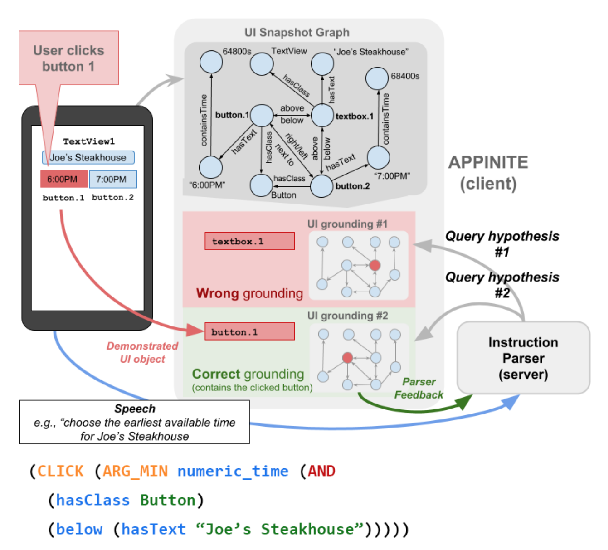 User clicks
button 1
UI Snapshot Graph
64800s
TextView
"Joe's Steakhouse"
68400s
hasClass
hasText
containsTime
containsTime
button.1
above
below
textbox.1
hasText
hasClass
right/left
next to
above
below
hasText
hasClass
"6:00PM"
Button
button.2
"7:00PM"
TextView1
Joe's Steakhouse
6:00PM
7:00PM
button.1
button.2
APPINITE
(client)
UI grounding #1
textbox.1
Wrong grounding
Query hypothesis
#1
Query hypothesis
#2
UI grounding #2
button.1
Demonstrated
UI object
Correct grounding
(contains the clicked button)
Parser
Feedback
Instruction
Parser
(server)
Speech
e.g., “choose the earliest available time
for Joe's Steakhouse
(CLICK (ARG_MIN numeric_time (AND
(hasClass Button)
(below (hasText “Joe's Steakhouse”)))))